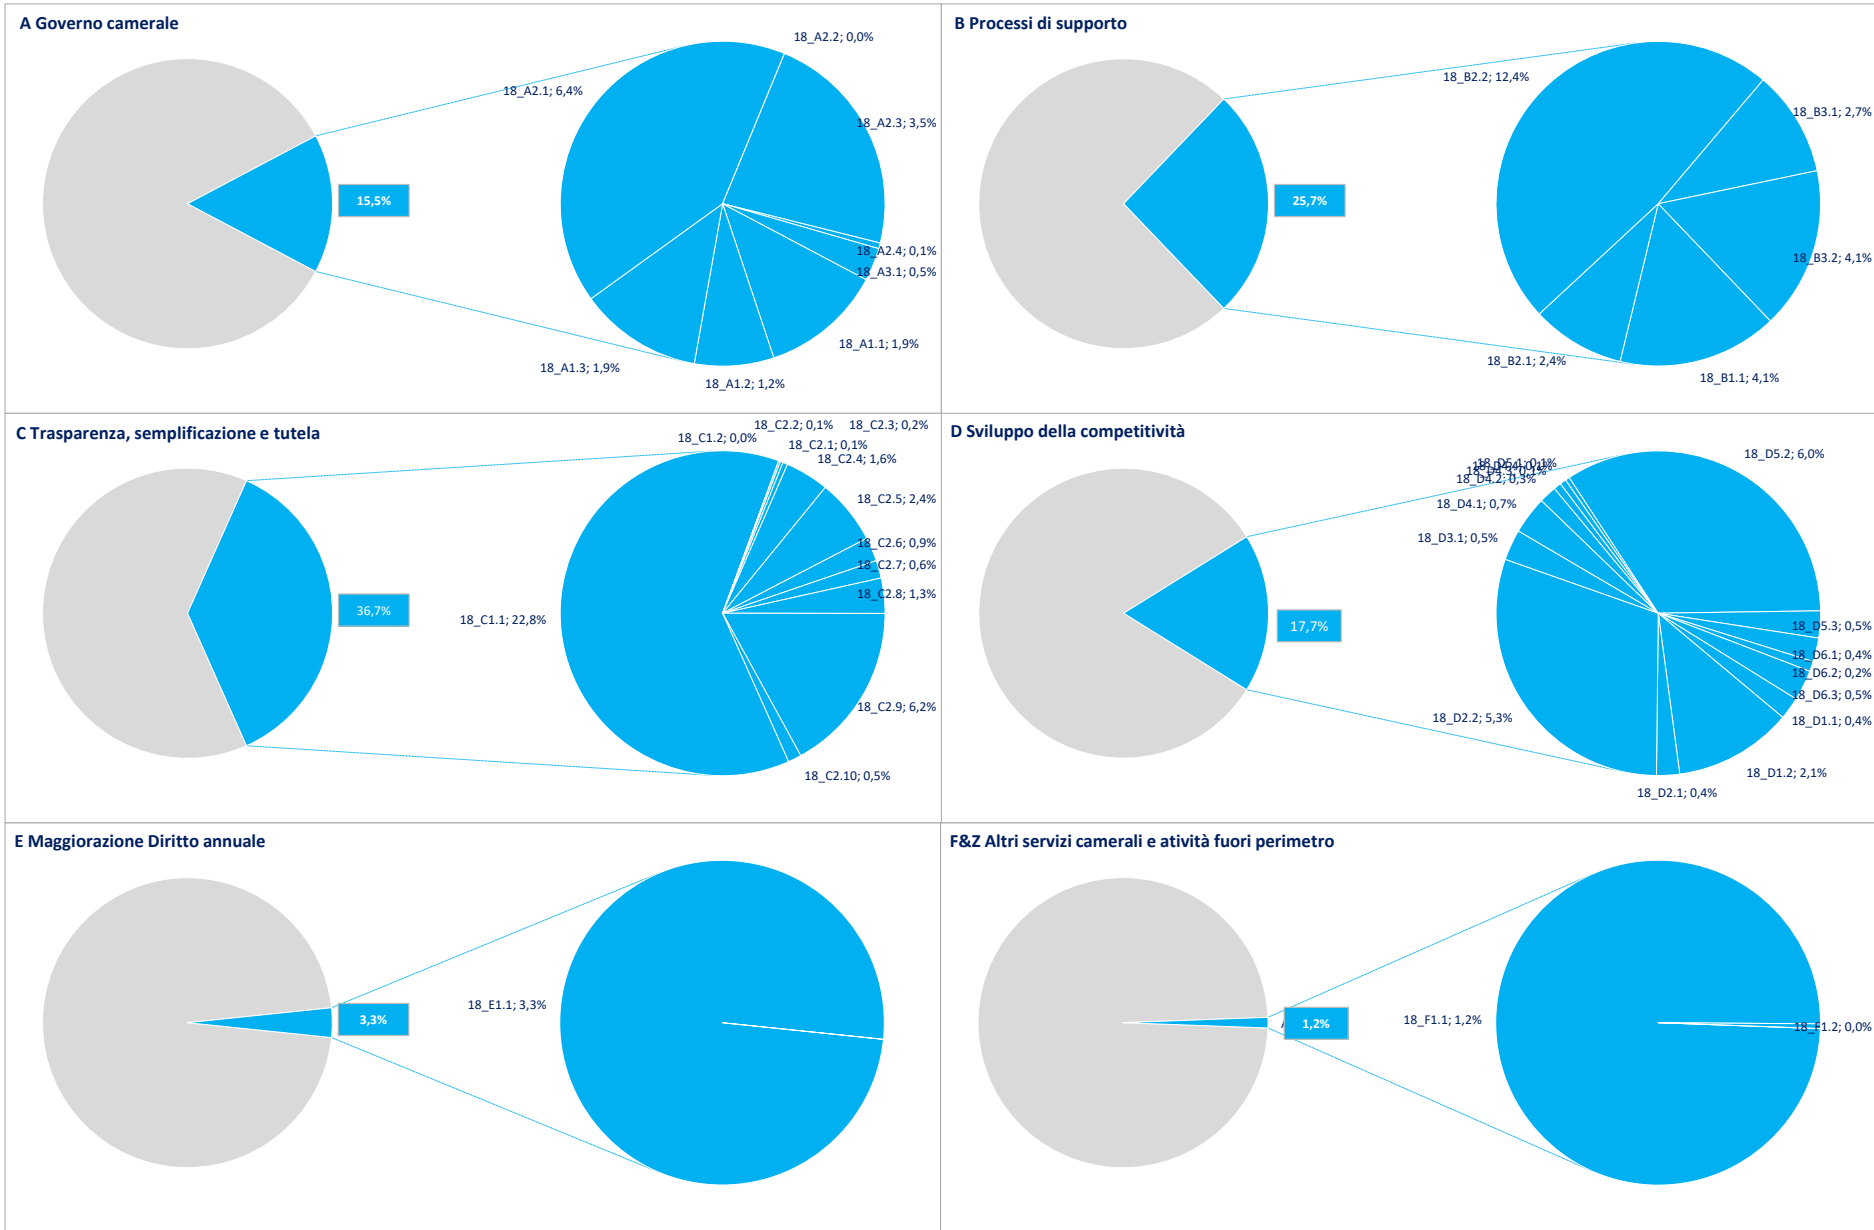 A Governo camerale
18_A2.2; 0,0%
18_A2.1; 6,4%
18_A2.3; 3,5%
15,5%
18_A2.4; 0,1%
18_A3.1; 0,5%
18_A1.1; 1,9%
18_A1.3; 1,9%
18_A1.2; 1,2%
B Processi di supporto
18_B2.2; 12,4%
18_B3.1; 2,7%
25,7%
18_B3.2; 4,1%
18_B2.1; 2,4%
18_B1.1; 4,1%
C Trasparenza, semplificazione e tutela
18_C2.2; 0,1%
18_C2.3; 0,2%
18_C1.2; 0,0%
18_C2.1; 0,1%
18_C2.4; 1,6%
18_C2.5; 2,4%
18_C2.6; 0,9%
18_C2.7; 0,6%
18_C2.8; 1,3%
36,7%
18_C1.1; 22,8%
18_C2.9; 6,2%
18_C2.10; 0,5%
D Sviluppo della competitività
18_D5.2; 6,0%
18_D5.1; 0,1%
18_D4.3; 0,1%
18_D4.2; 0,3%
18_D4.1; 0,7%
18_D3.1; 0,5%
17,7%
18_D5.3; 0,5%
18_D6.1; 0,4%
18_D6.2; 0,2%
18_D6.3; 0,5%
18_D2.2; 5,3%
18_D1.1; 0,4%
18_D1.2; 2,1%
18_D2.1; 0,4%
E Maggiorazione Diritto annuale
18_E1.1; 3,3%
3,3%
F&Z Altri servizi camerali e atività fuori perimetro
1,2%
18_F1.1; 1,2%
18_F1.2; 0,0%